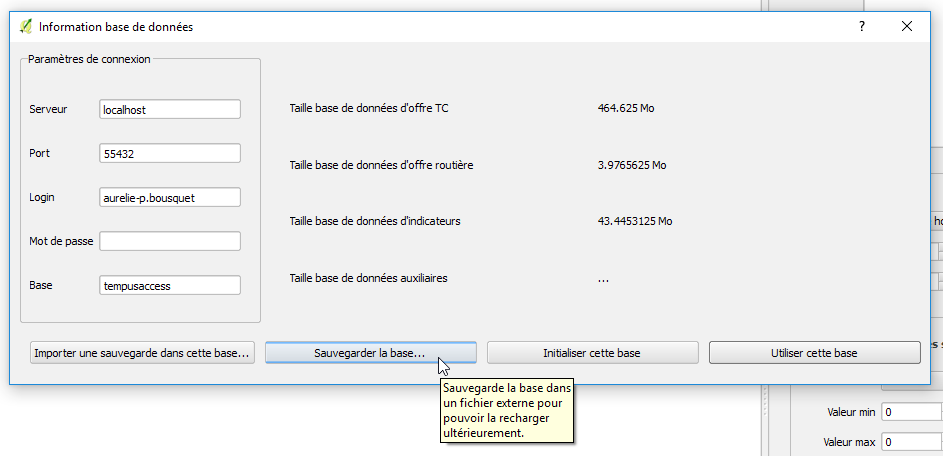 Information base de données
?
Paramètres de connexion
Serveur
localhost
Port
55432
Login
aurelie-p.bousquet
Mot de passe
Base
tempusaccess
Taille base de données d'offre TC
464.625 Mo
Taille base de données d'offre routière
3.9765625 Mo
Taille base de données d'indicateurs
43.4453125 Mo
Taille base de données auxiliaires
...
Importer une sauvegarde dans cette base...
Sauvegarder la base...
Initialiser cette base
Utiliser cette base
Sauvegarde la base dans
un fichier externe pour
pouvoir la recharger
ultérieurement.
Valeur min
0
Valeur max
0